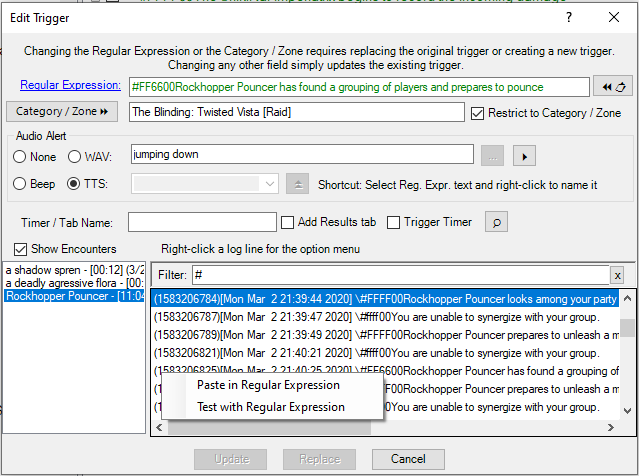 Edit Trigger
Changing the Regular Expression or the Category / Zone requires replacing the original trigger or creating a new trigger.
Changing any other field simply updates the existing trigger.
Regular Expression: #FF6600Rockhopper Pouncer has found a grouping of players and prepares to pounce
Category / Zone The Blinding: Twisted Vista [Raid] Restrict to Category / Zone
Audio Alert
None WAV: jumping down ...
Beep TTS: Shortcut: Select Reg. Expr. text and right-click to name it
Timer / Tab Name: Add Results tab Trigger Timer
Show Encounters Right-click a log line for the option menu
a shadow spren - [00:12] (3/2
a deadly agressive flora - [00:
Rockhopper Pouncer - [11:04
Filter: # x
(1583206784)[Mon Mar 2 21:39:44 2020] \#FFFF00Rockhopper Pouncer looks among your party
(1583206787)[Mon Mar 2 21:39:47 2020] \#ffff00You are unable to synergize with your group.
(1583206789)[Mon Mar 2 21:39:49 2020] \#FFFF00Rockhopper Pouncer prepares to unleash a m
(1583206821)[Mon Mar 2 21:40:21 2020] \#ffff00You are unable to synergize with your group.
(1583206825)[Mon Mar 2 21:40:25 2020] \#FF6600Rockhopper Pouncer has found a grouping of
FFFF00Rockhopper Pouncer prepares to unleash a m
ffff00You are unable to synergize with your group.
Paste in Regular Expression
Test with Regular Expression
Update Replace Cancel